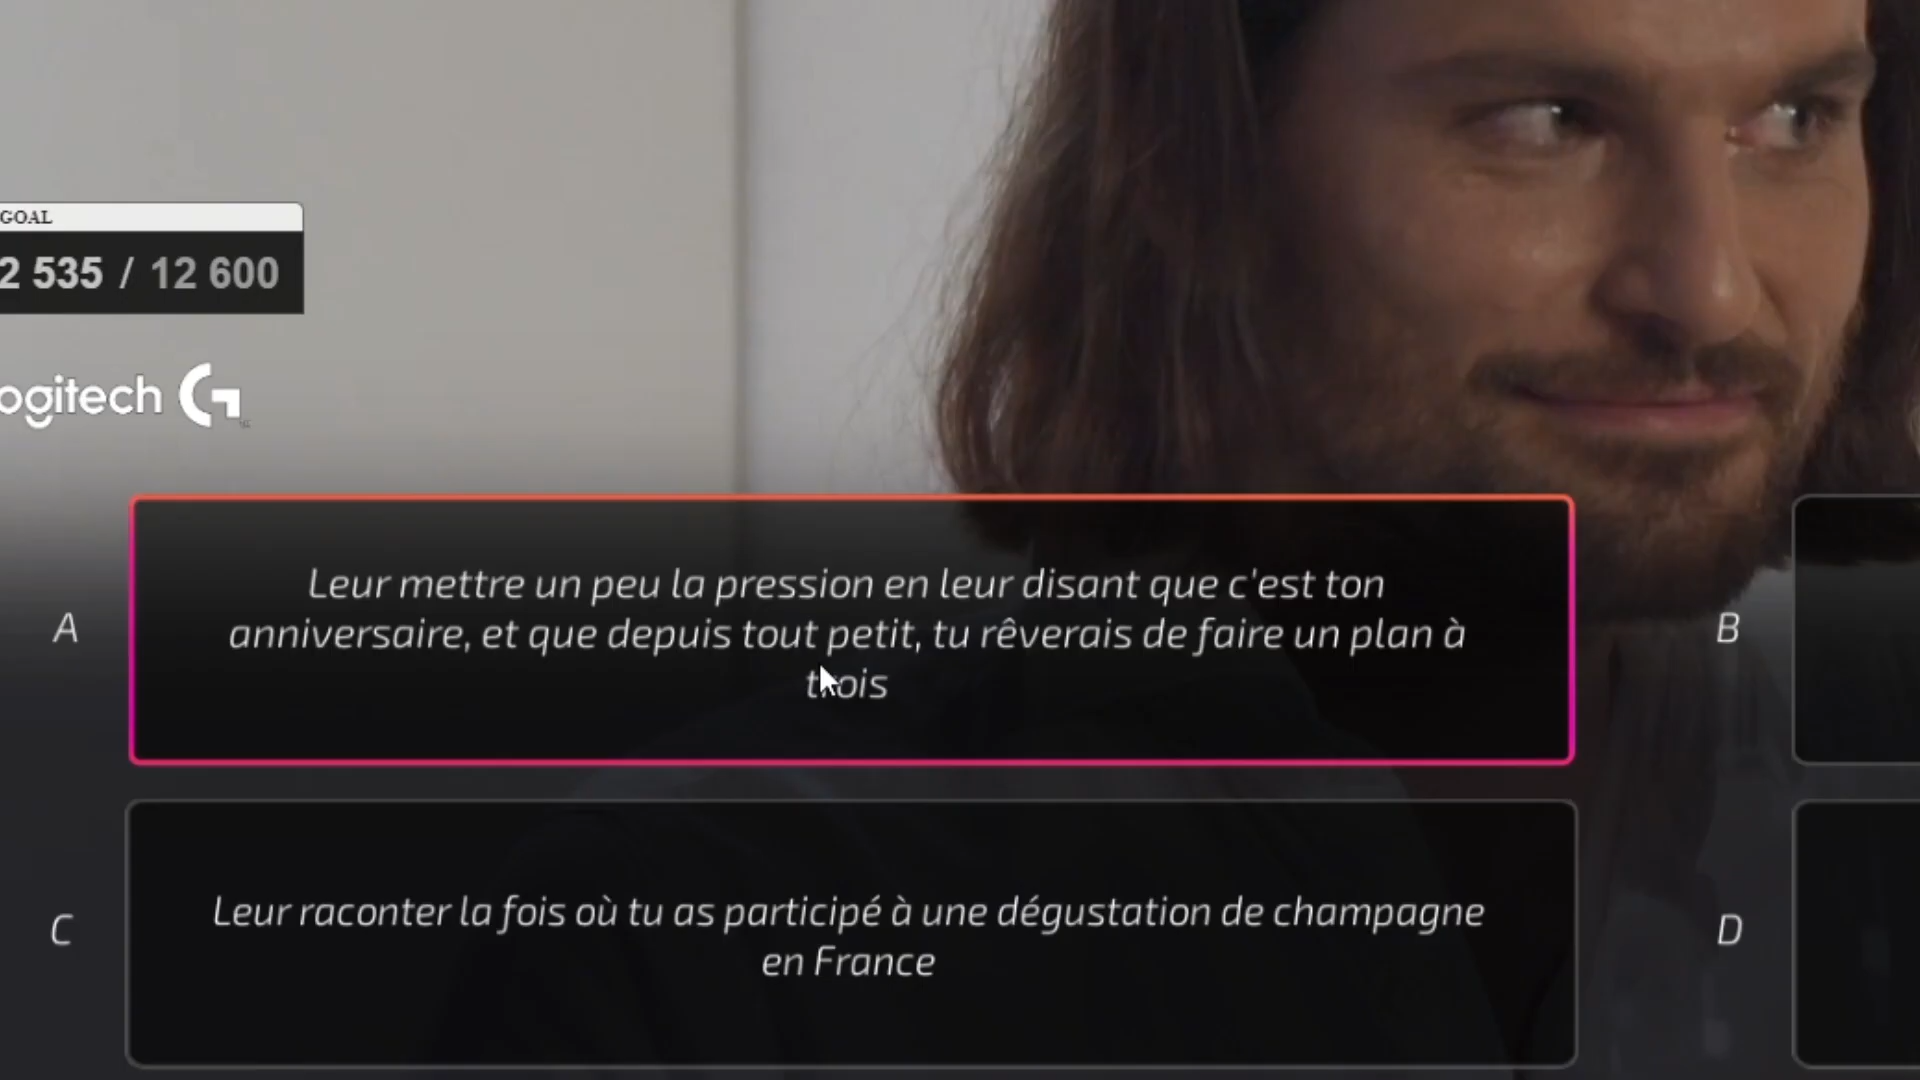 GOAL
2 535 / 12 600
ogitech G
A
Leur mettre un peu la pression en leur disant que c'est ton
anniversaire, et que depuis tout petit, tu rêverais de faire un plan à
trois
B
C
Leur raconter la fois où tu as participé à une dégustation de champagne
en France
D